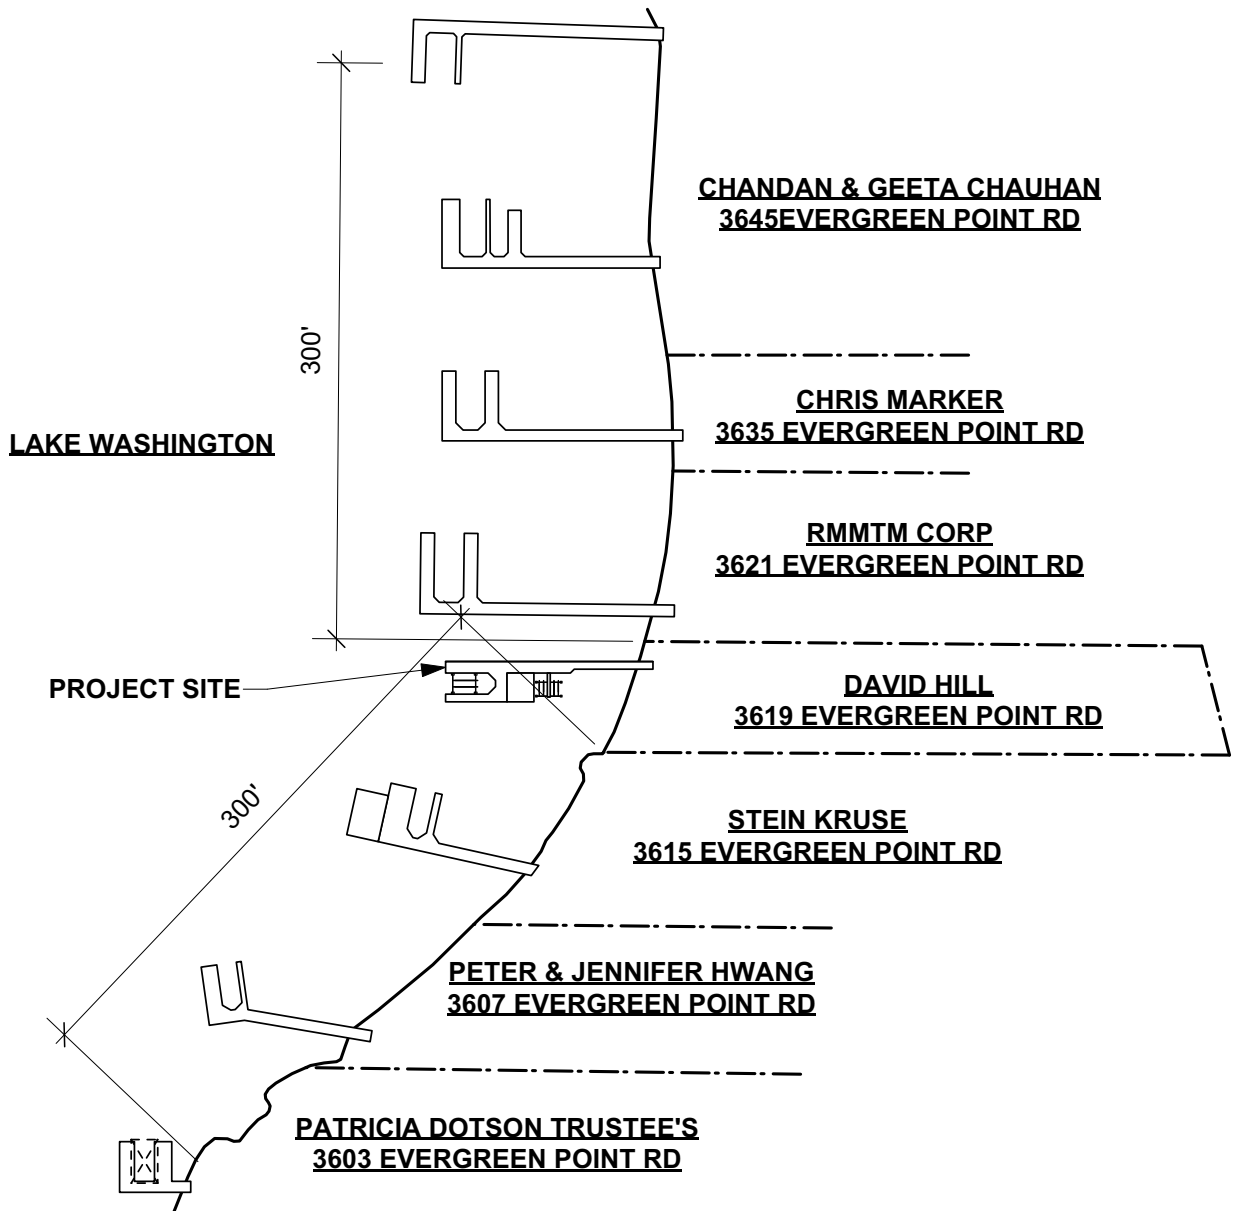 CHANDAN & GEETA CHAUHAN
3645EVERGREEN POINT RD
300'
CHRIS MARKER
3635 EVERGREEN POINT RD
LAKE WASHINGTON
RMMTM CORP
3621 EVERGREEN POINT RD
PROJECT SITE
DAVID HILL
3619 EVERGREEN POINT RD
300'
STEIN KRUSE
3615 EVERGREEN POINT RD
PETER & JENNIFER HWANG
3607 EVERGREEN POINT RD
PATRICIA DOTSON TRUSTEE'S
3603 EVERGREEN POINT RD